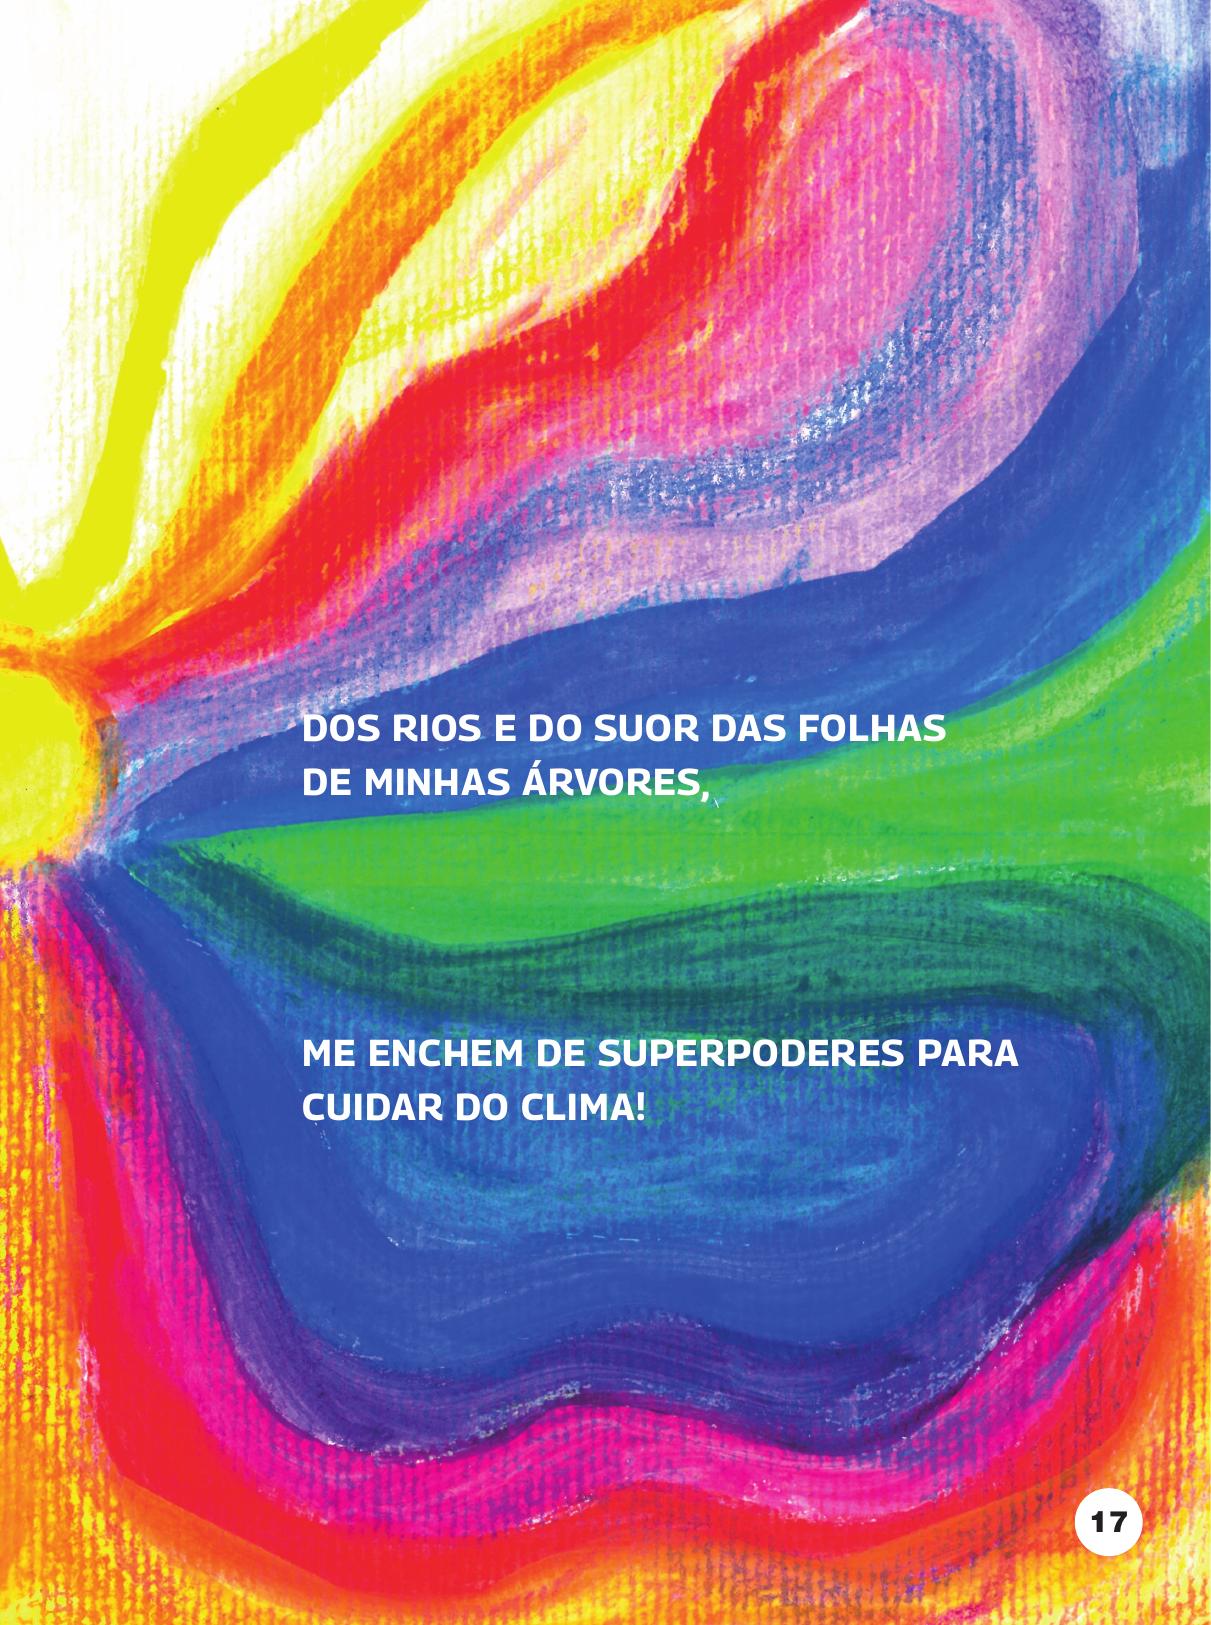 DOS RIOS E DO SUOR DAS FOLHAS
DE MINHAS ÁRVORES,
ME ENCHEM DE SUPERPODERES PARA
CUIDAR DO CLIMA!
17